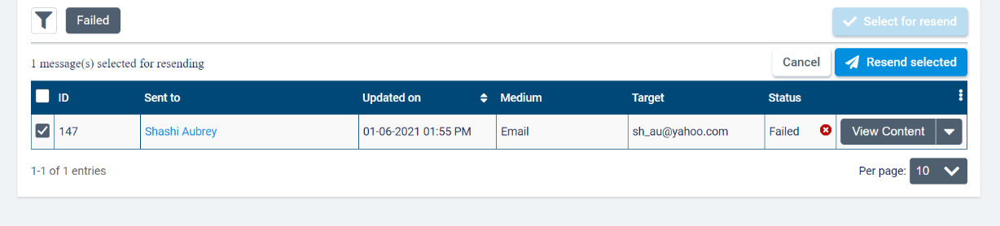 Failed
Select for resend
1 message(s) selected for resending
Cancel
Resend selected
ID Sent to Updated on Medium Target Status
147 Shashi Aubrey 01-06-2021 01:55 PM Email sh_au@yahoo.com Failed View Content
1-1 of 1 entries
Per page: 10